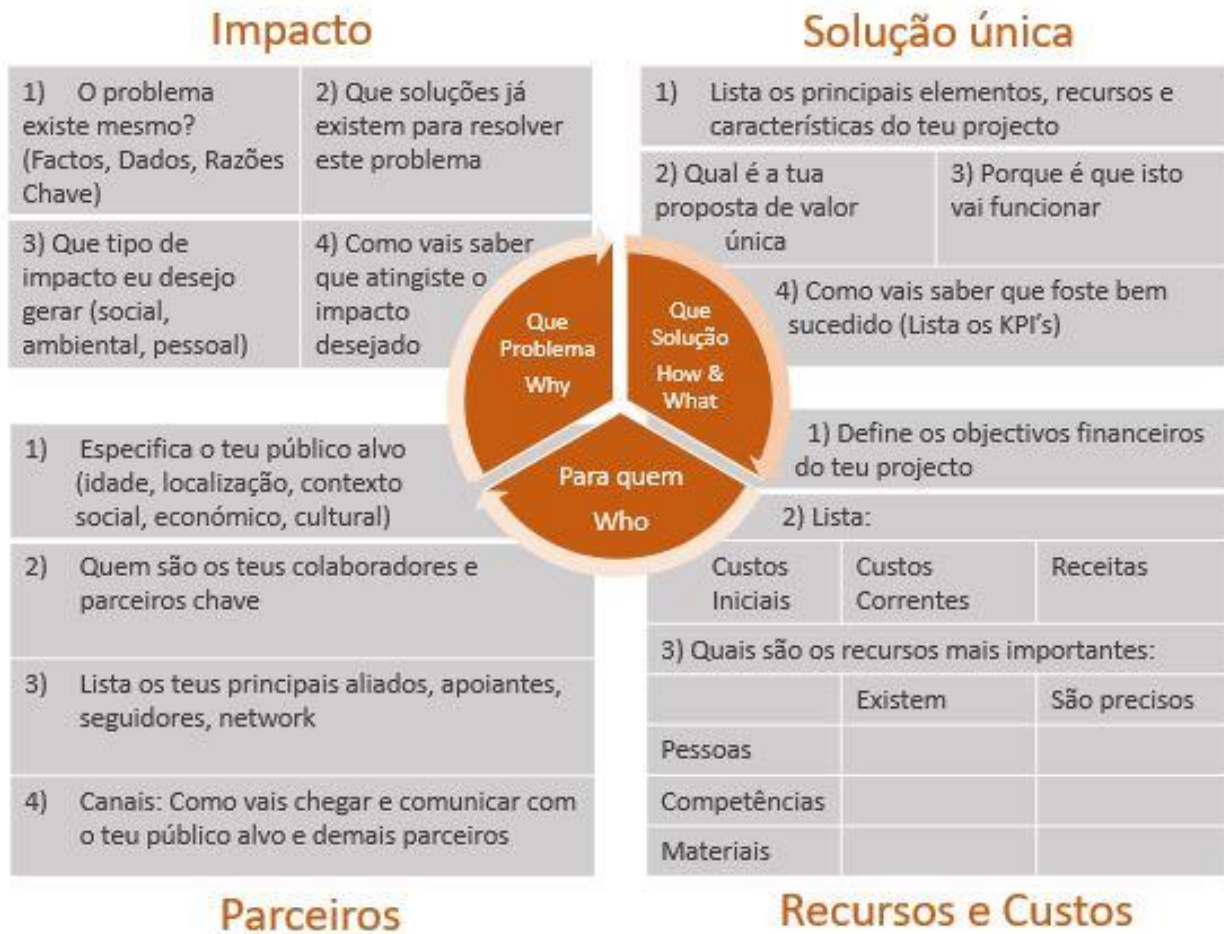 Impacto
1) O problema
existe mesmo?
(Factos, Dados, Razões
Chave)
2) Que soluções já
existem para resolver
este problema
3) Que tipo de
impacto eu desejo
gerar (social,
ambiental, pessoal)
4) Como vais saber
que atingiste o
impacto
desejado
Solução única
1) Lista os principais elementos, recursos e
características do teu projecto
2) Qual é a tua
proposta de valor
única
3) Porque é que isto
vai funcionar
4) Como vais saber que foste bem
sucedido (Lista os KPI's)
Que
Problema
Why
Que
Solução
How &
What
Para quem
Who
1) Especifica o teu público alvo
(idade, localização, contexto
social, económico, cultural)
2) Quem são os teus colaboradores e
parceiros chave
3) Lista os teus principais aliados, apoiantes,
seguidores, network
4) Canais: Como vais chegar e comunicar com
o teu público alvo e demais parceiros
Parceiros
1) Define os objectivos financeiros
do teu projecto
2) Lista:
Custos
Iniciais
Custos
Correntes
Receitas
3) Quais são os recursos mais importantes:
Existem
São precisos
Pessoas
Competências
Materiais
Recursos e Custos